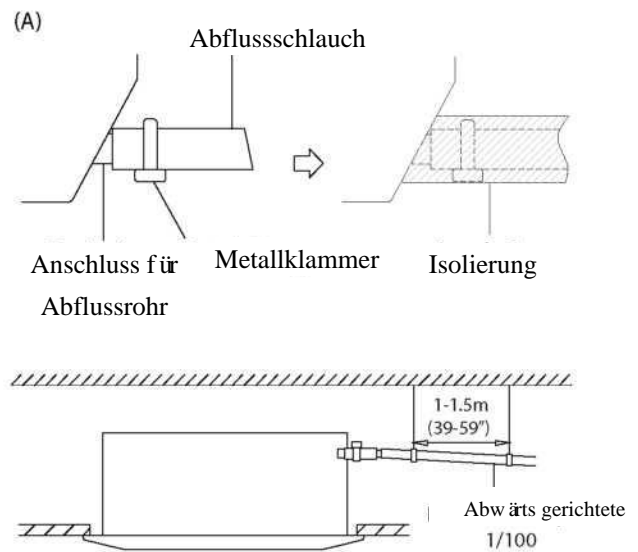 (A)
Abflussschlauch
Anschluss für
Abflussrohr
Metallklammer
Isolierung
1-1.5m
(39-59")
Abwärts gerichtete
1/100